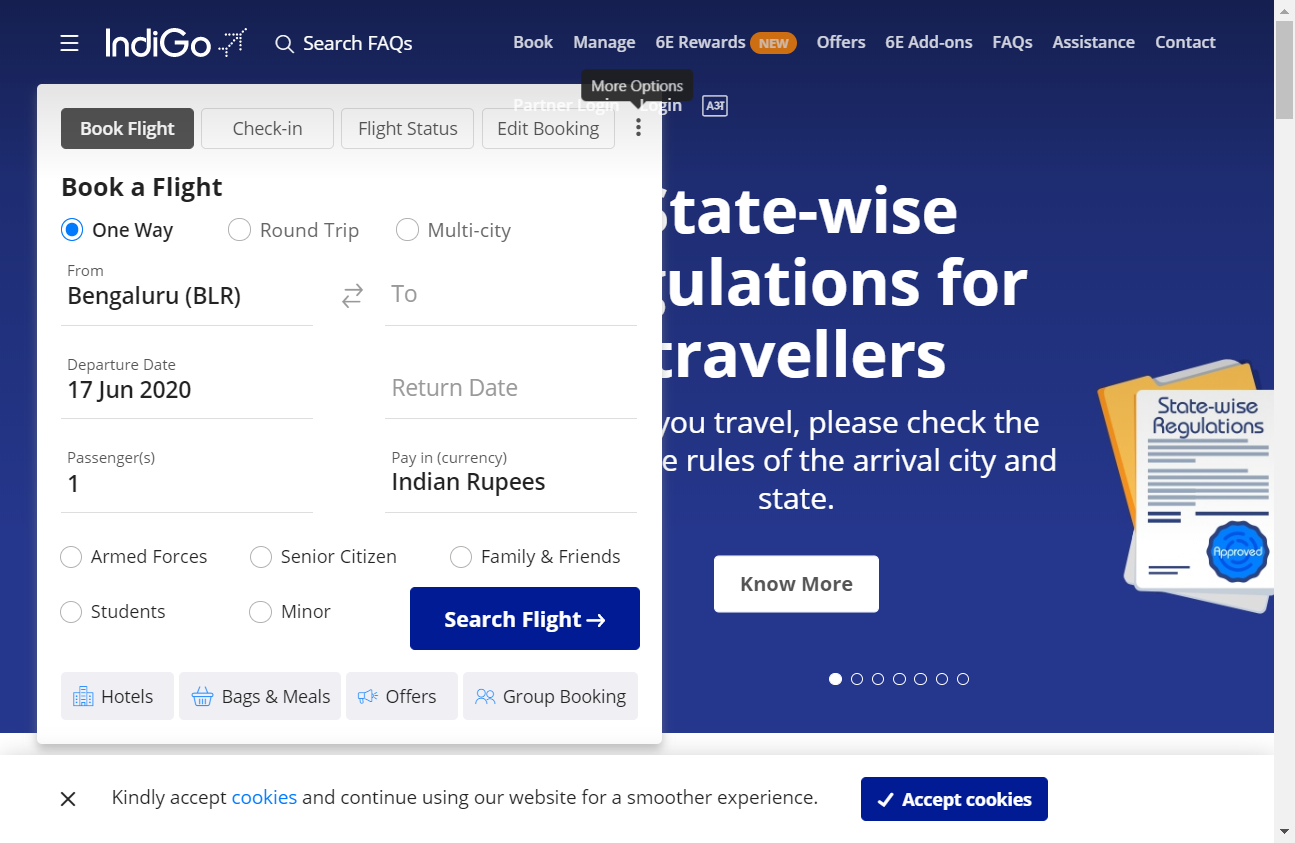 IndiGo
Search FAQs
Book
Manage
6E Rewards NEW
Offers
6E Add-ons
FAQs
Assistance
Contact
More Options
Partner Login
Login
Book Flight
Check-in
Flight Status
Edit Booking
Book a Flight
One Way
Round Trip
Multi-city
From
Bengaluru (BLR)
To
Departure Date
17 Jun 2020
Return Date
Passenger(s)
1
Pay in (currency)
Indian Rupees
Armed Forces
Senior Citizen
Family & Friends
Students
Minor
Search Flight
Hotels
Bags & Meals
Offers
Group Booking
State-wise
gulations for
travellers
you travel, please check the
e rules of the arrival city and
state.
Know More
State-wise
Regulations
Approved
Kindly accept cookies and continue using our website for a smoother experience.
Accept cookies